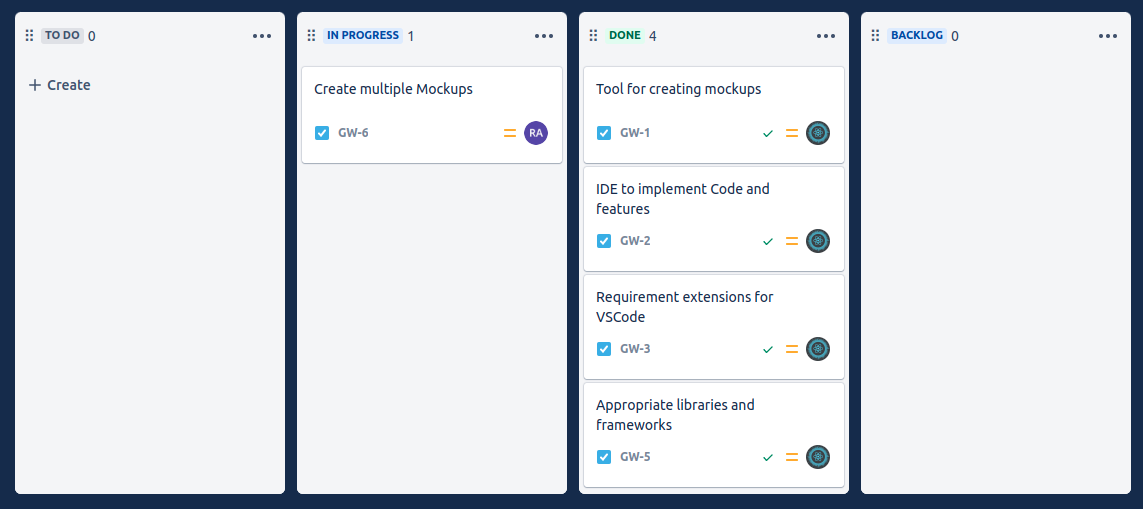 TO DO 0
+ Create
IN PROGRESS 1
Create multiple Mockups
GW-6
RA
DONE 4
Tool for creating mockups
GW-1
IDE to implement Code and
features
GW-2
Requirement extensions for
VSCode
GW-3
Appropriate libraries and
frameworks
GW-5
BACKLOG 0